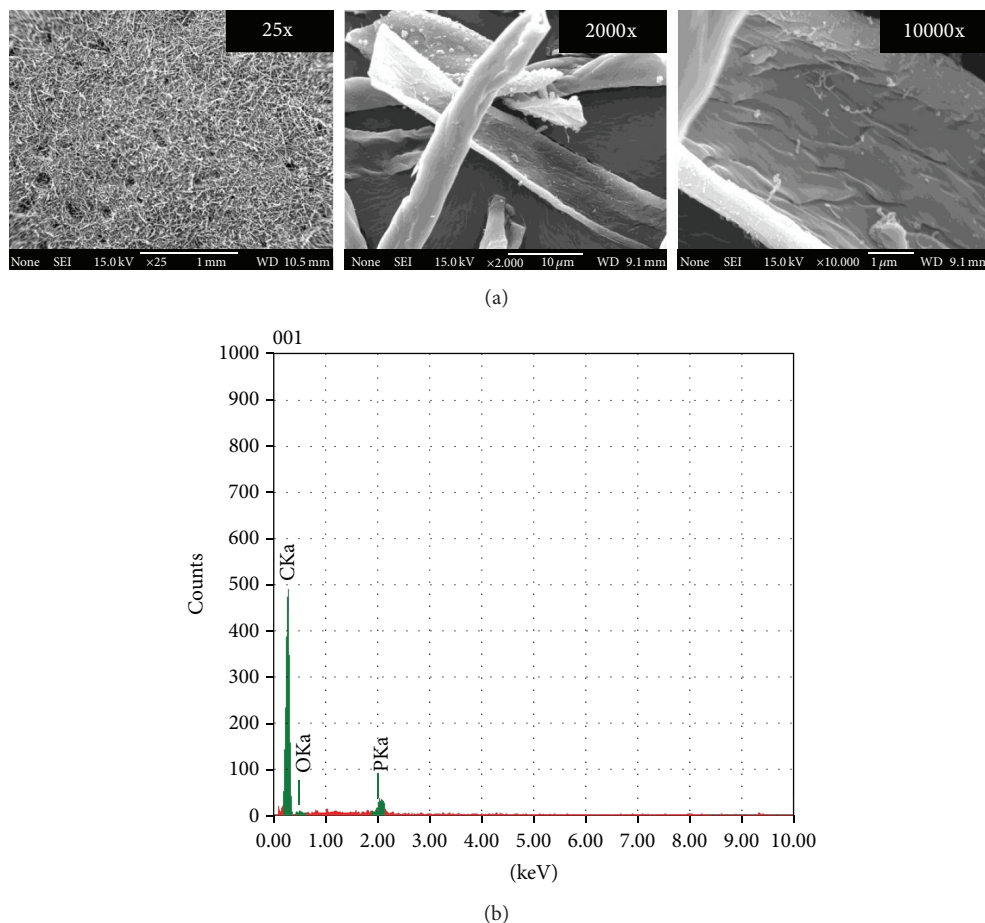 25x
2000x
10000x
None SEI 15.0 kV ×25 1 mm WD 10.5 mm
None SEI 15.0 kV ×2.000 10 μm WD 9.1 mm
None SEI 15.0 kV ×10.000 1 μm WD 9.1 mm
(a)
001
1000
900
800
700
600
500
400
300
200
100
0
Counts
CKa
OKa
PKa
0.00 1.00 2.00 3.00 4.00 5.00 6.00 7.00 8.00 9.00 10.00
(keV)
(b)